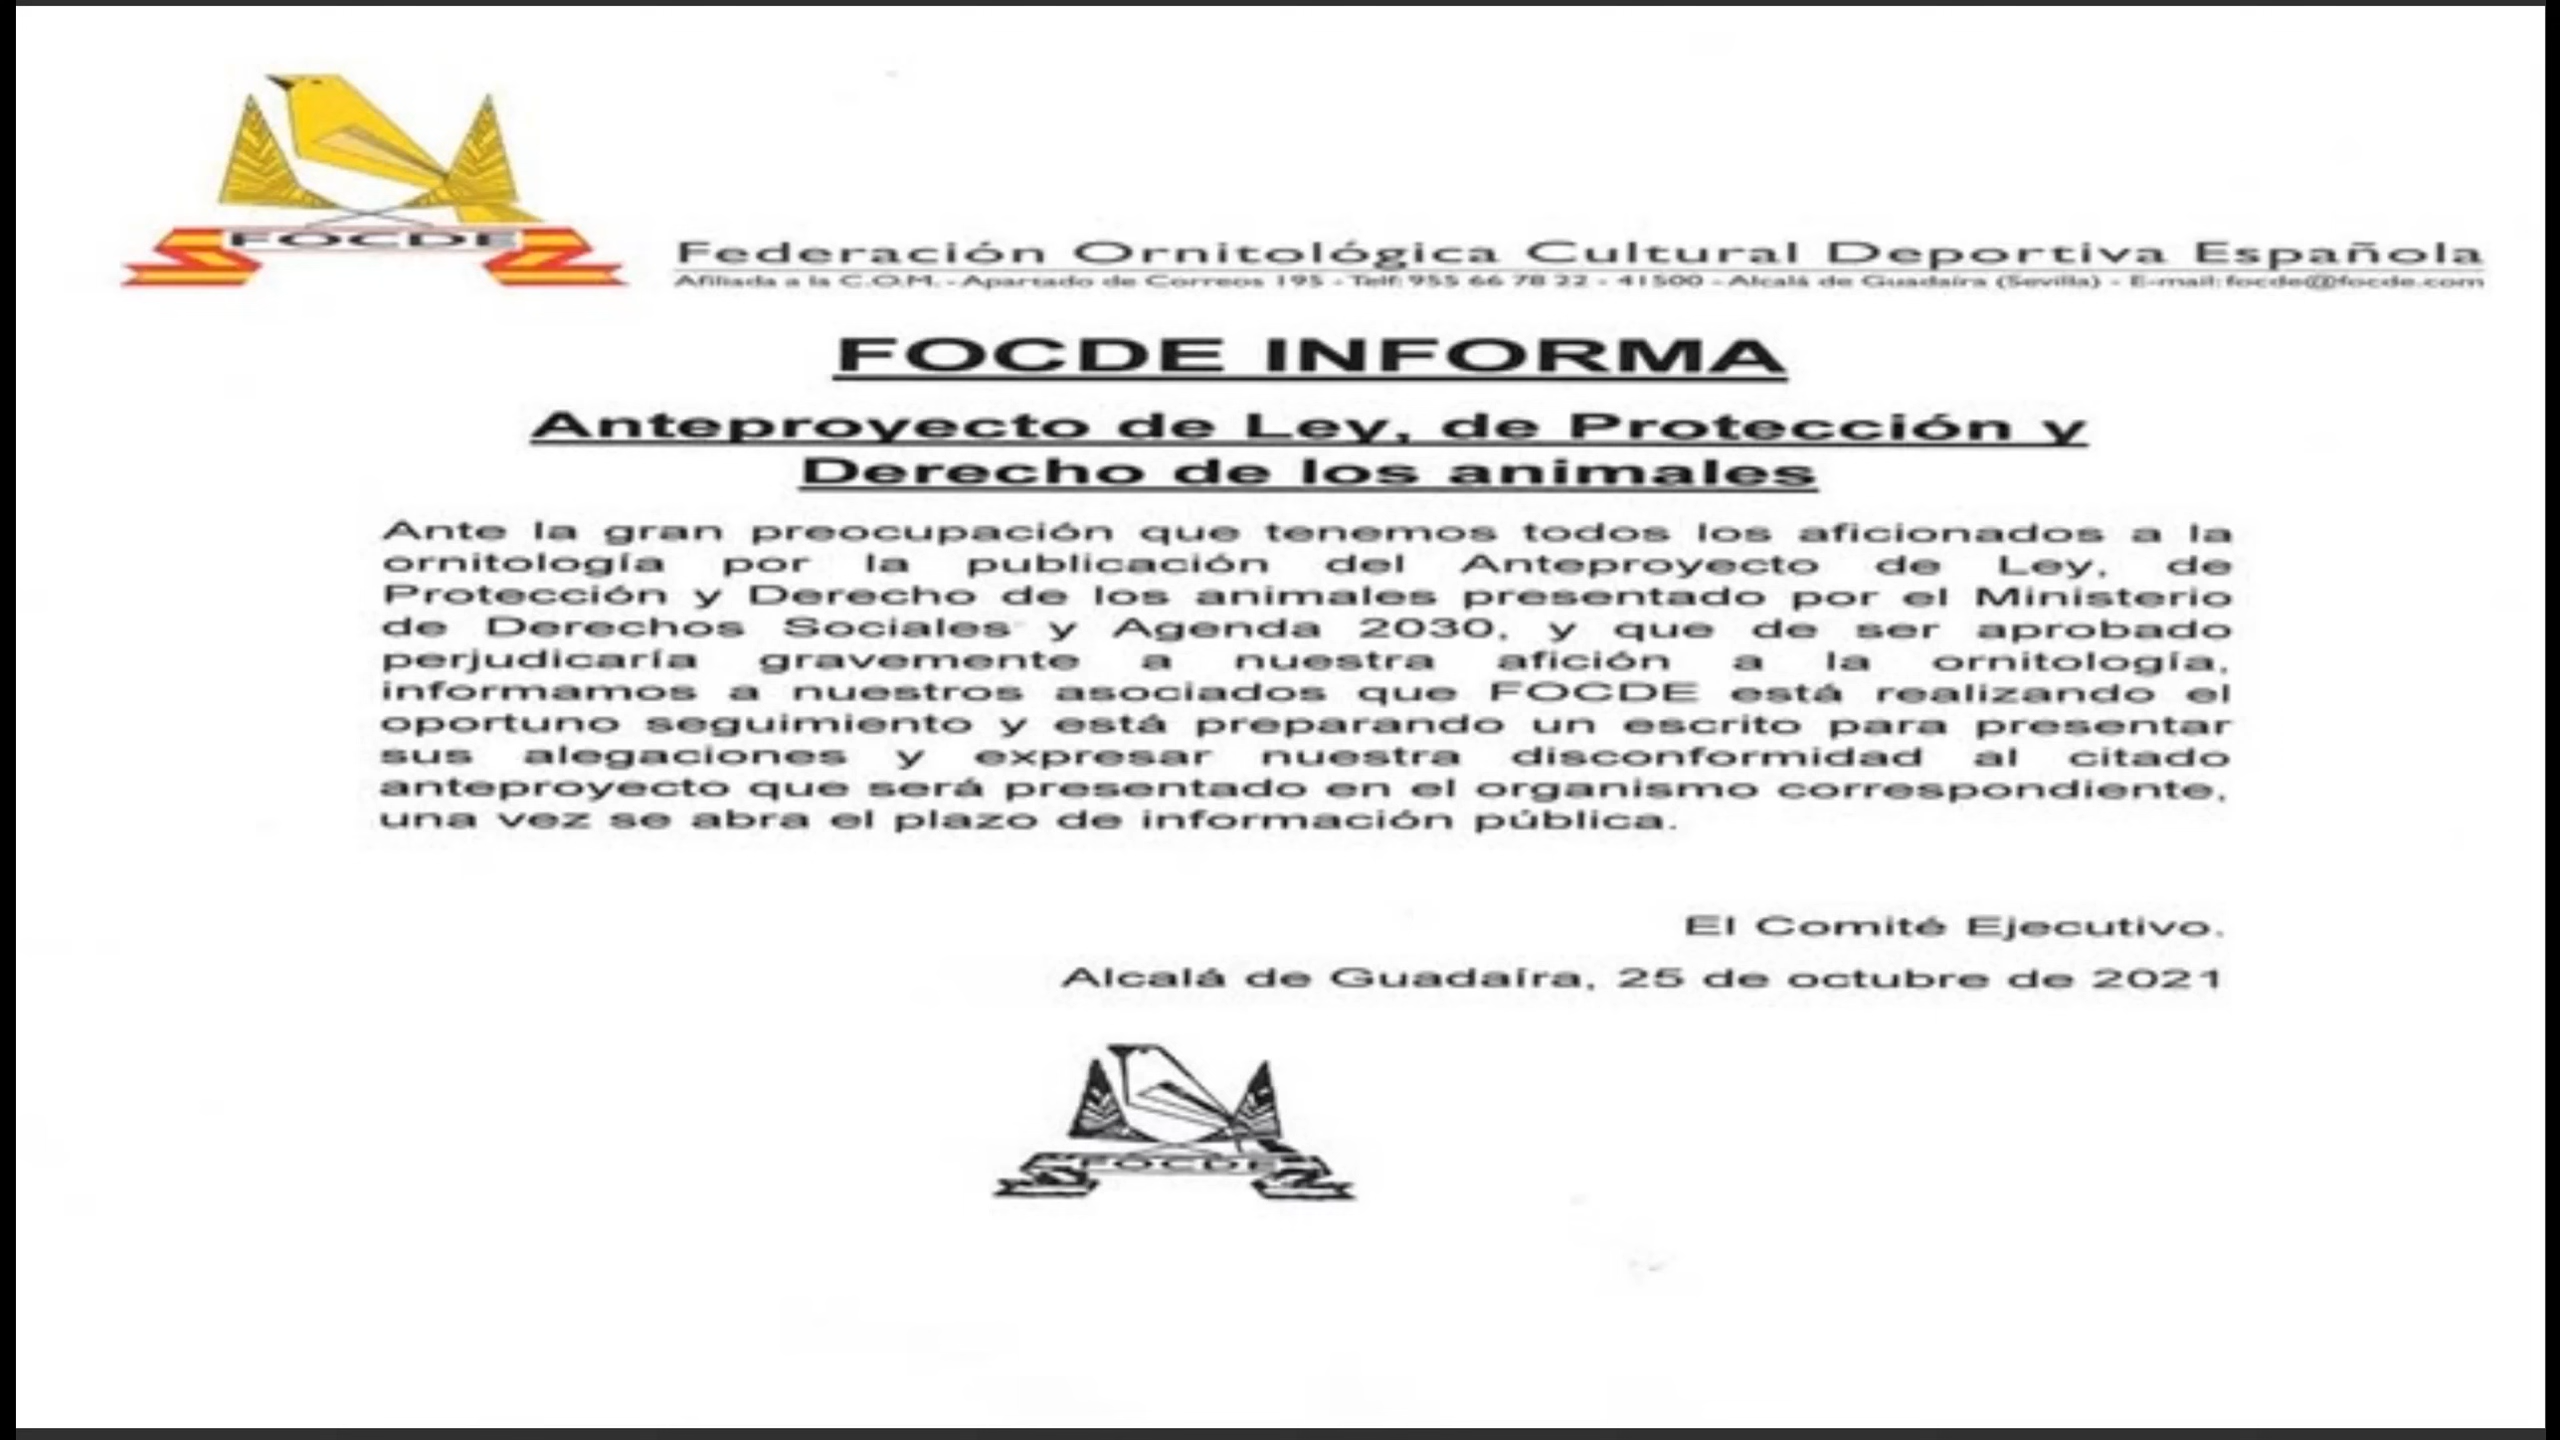 FOCDE
Federación Ornitológica Cultural Deportiva Española
Afiliada a la C.O.M. - Apartado de Correos 195 - Telf: 955 66 78 22 - 41500 - Alcalá de Guadaíra (Sevilla) - E-mail: focde@focde.com
FOCDE INFORMA
Anteproyecto de Ley, de Protección y
Derecho de los animales
Ante la gran preocupación que tenemos todos los aficionados a la
ornitología por la publicación del Anteproyecto de Ley, de
Protección y Derecho de los animales presentado por el Ministerio
de Derechos Sociales y Agenda 2030, y que de ser aprobado
perjudicaría gravemente a nuestra afición a la ornitología,
informamos a nuestros asociados que FOCDE está realizando el
oportuno seguimiento y está preparando un escrito para presentar
sus alegaciones y expresar nuestra disconformidad al citado
anteproyecto que será presentado en el organismo correspondiente,
una vez se abra el plazo de información pública.
El Comité Ejecutivo.
Alcalá de Guadaíra, 25 de octubre de 2021
FOCDE